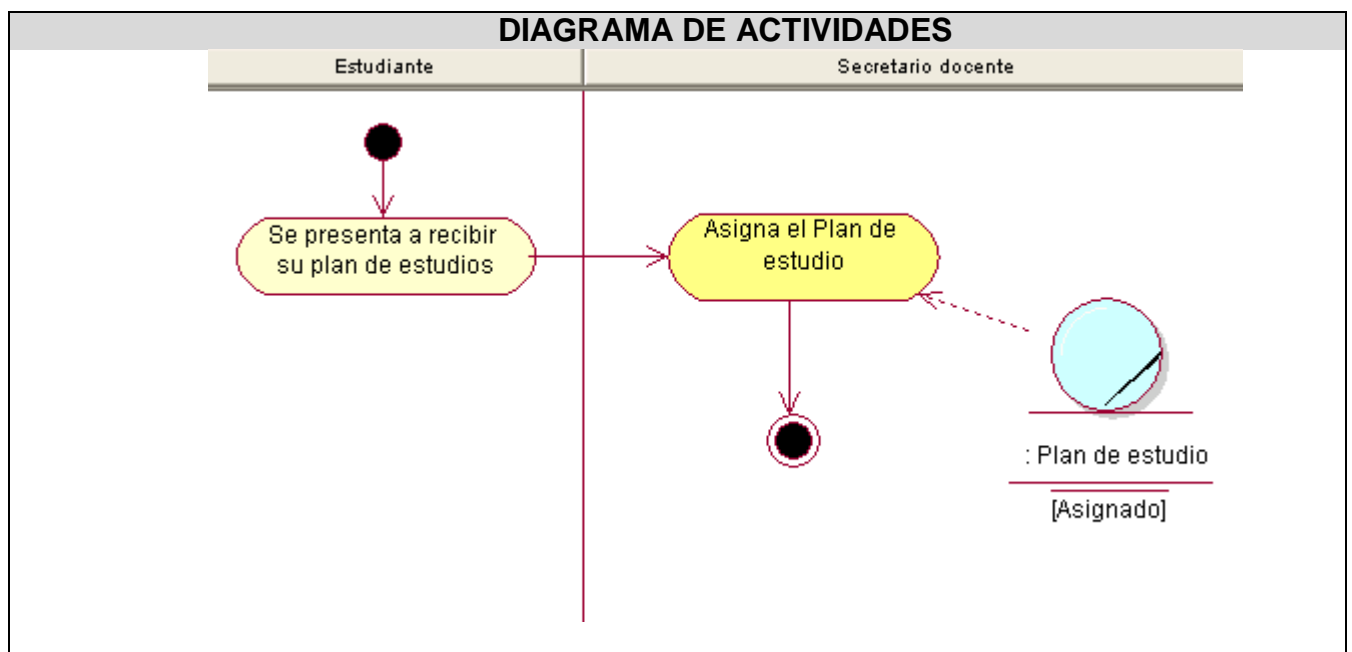 DIAGRAMA DE ACTIVIDADES
Estudiante
Secretario docente
Se presenta a recibir
su plan de estudios
Asigna el Plan de
estudio
: Plan de estudio
[Asignado]